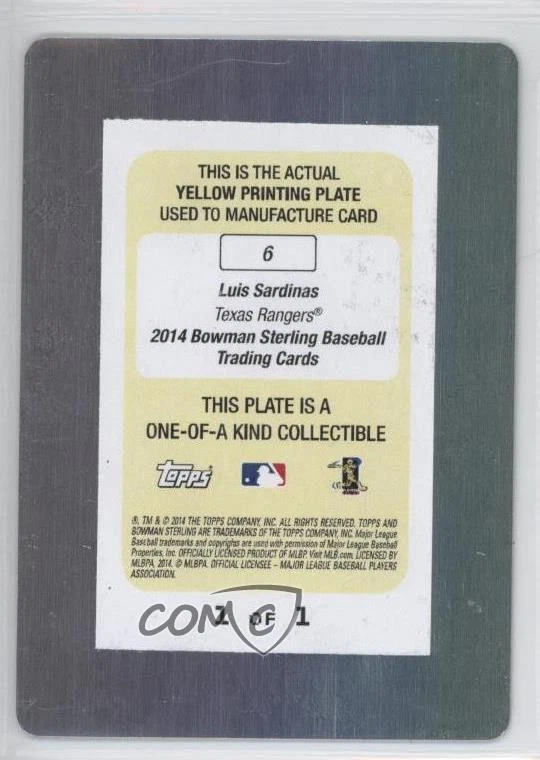 THIS IS THE ACTUAL
YELLOW PRINTING PLATE
USED TO MANUFACTURE CARD
6
Luis Sardinas
Texas Rangers®
2014 Bowman Sterling Baseball
Trading Cards
THIS PLATE IS A
ONE-OF-A KIND COLLECTIBLE
topps
®, TM & © 2014 THE TOPPS COMPANY, INC. ALL RIGHTS RESERVED. TOPPS AND
BOWMAN STERLING ARE TRADEMARKS OF THE TOPPS COMPANY, INC. Major League
Baseball trademarks and copyrights are used with permission of Major League Baseball
Properties, Inc. OFFICIALLY LICENSED PRODUCT OF MLBP. Visit MLB.com. LICENSED BY
MLBPA, 2014. © MLBPA. OFFICIAL LICENSEE – MAJOR LEAGUE BASEBALL PLAYERS
ASSOCIATION.
COMC
1 OF 1